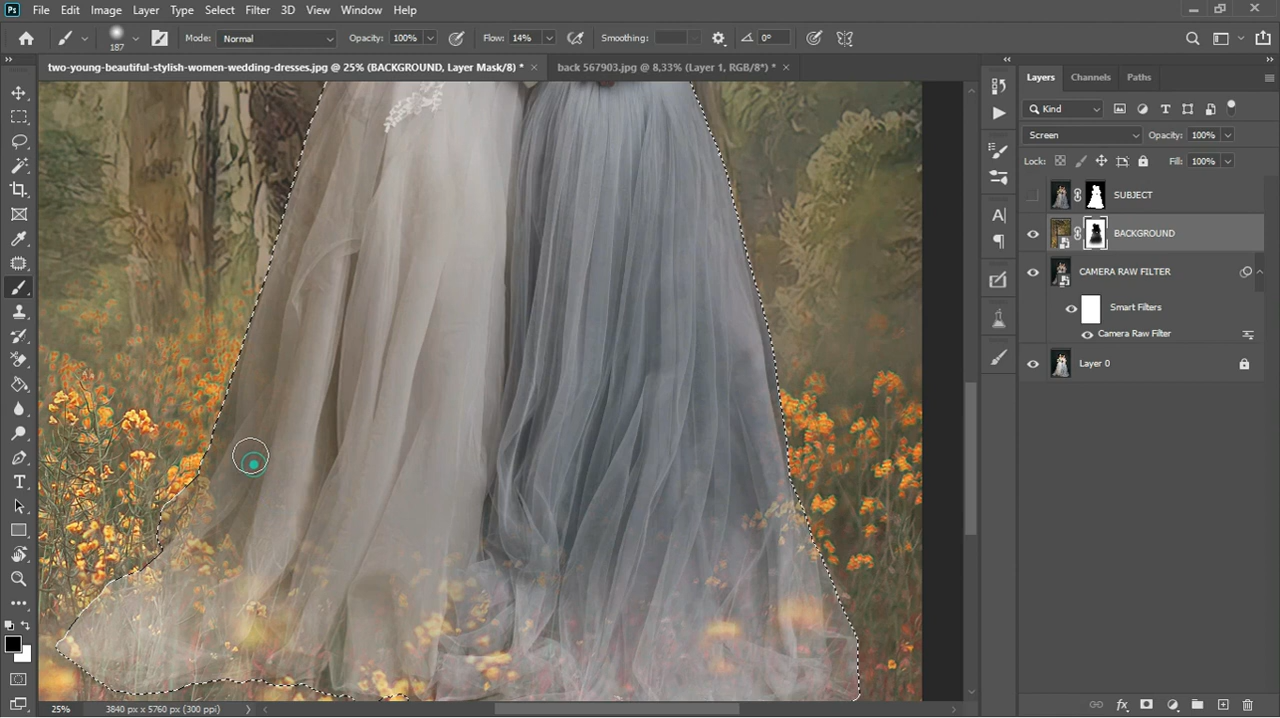 Ps File Edit Image Layer Type Select Filter 3D View Window Help
187 Mode: Normal Opacity: 100% Flow: 14% Smoothing: 0°
two-young-beautiful-stylish-women-wedding-dresses.jpg @ 25% (BACKGROUND, Layer Mask/8) * × back 567903.jpg @ 8,33% (Layer 1, RGB/8*) * ×
Layers Channels Paths
Kind
Screen Opacity: 100%
Lock: Fill: 100%
SUBJECT
BACKGROUND
CAMERA RAW FILTER
Smart Filters
Camera Raw Filter
Layer 0
25% 3840 px x 5760 px (300 ppi)